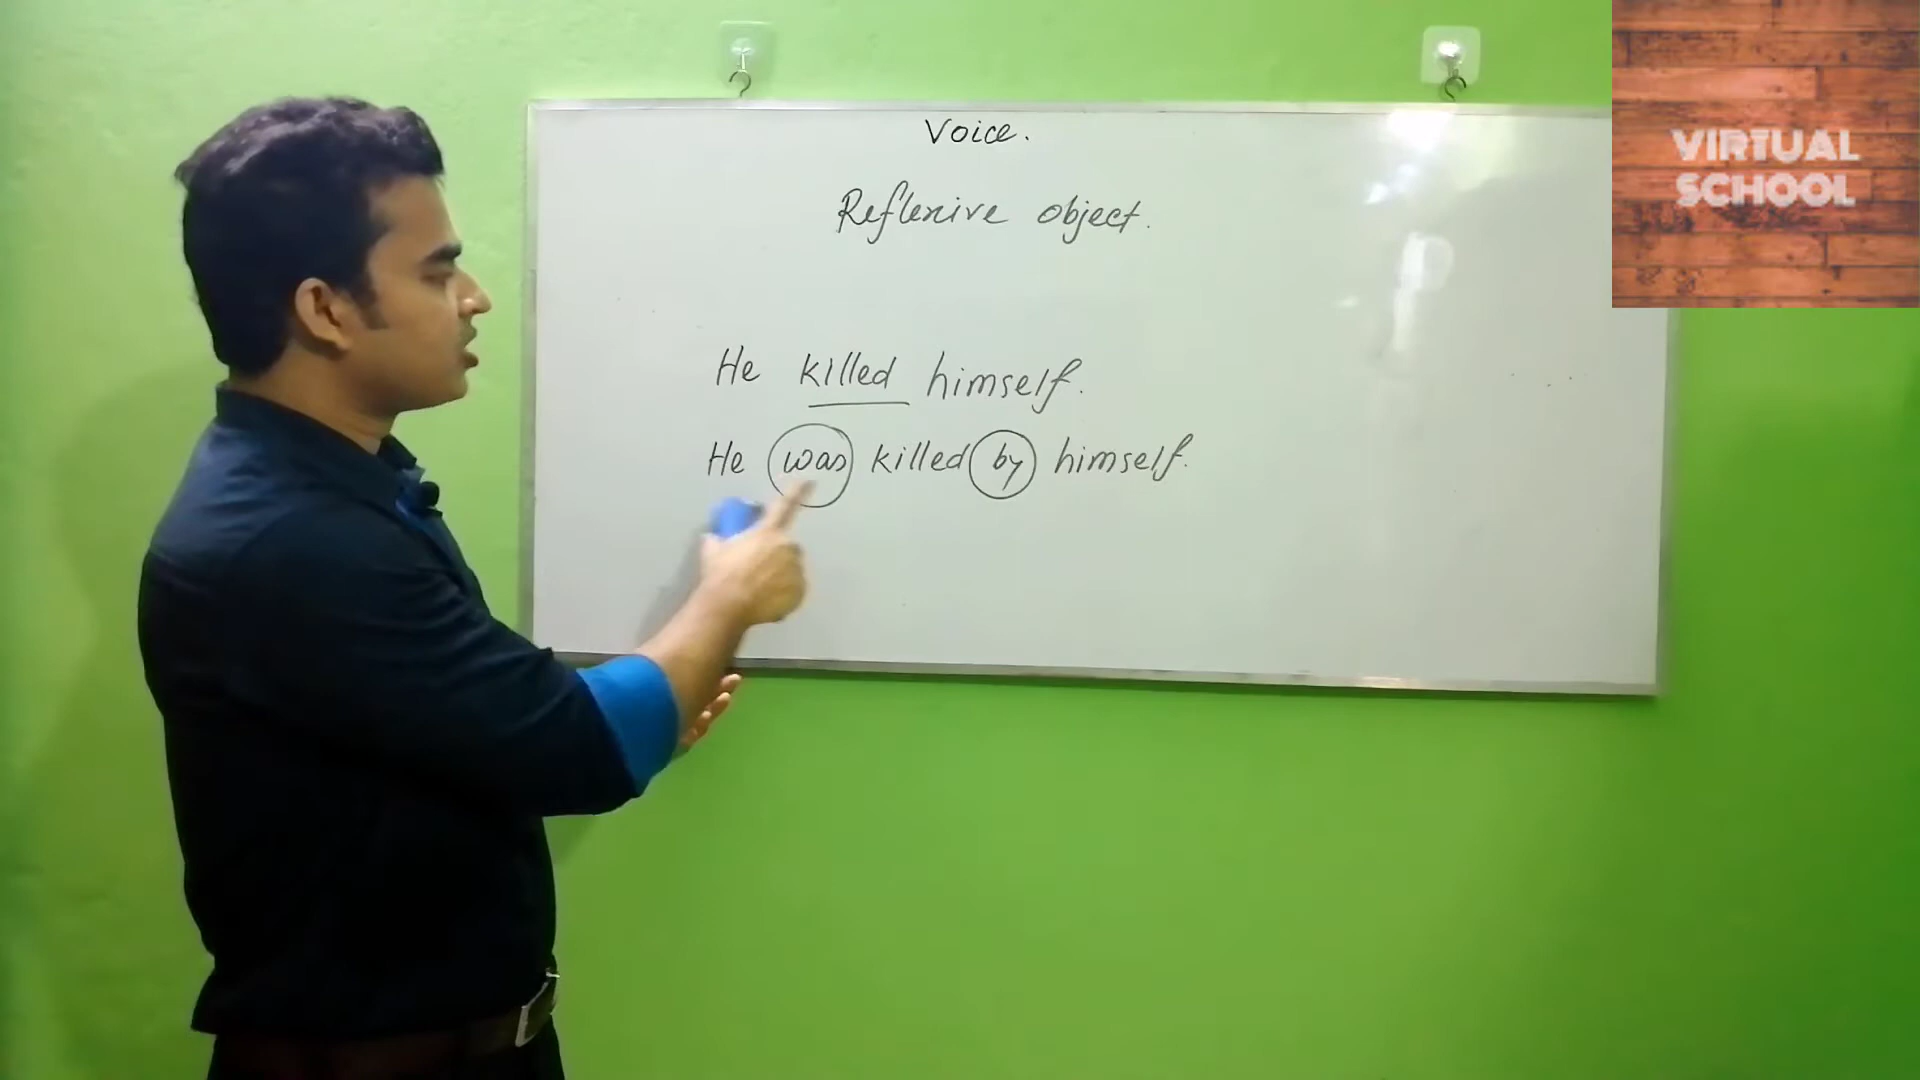 Voice.
Reflexive object.
He killed himself.
He was killed by himself.
VIRTUAL
SCHOOL